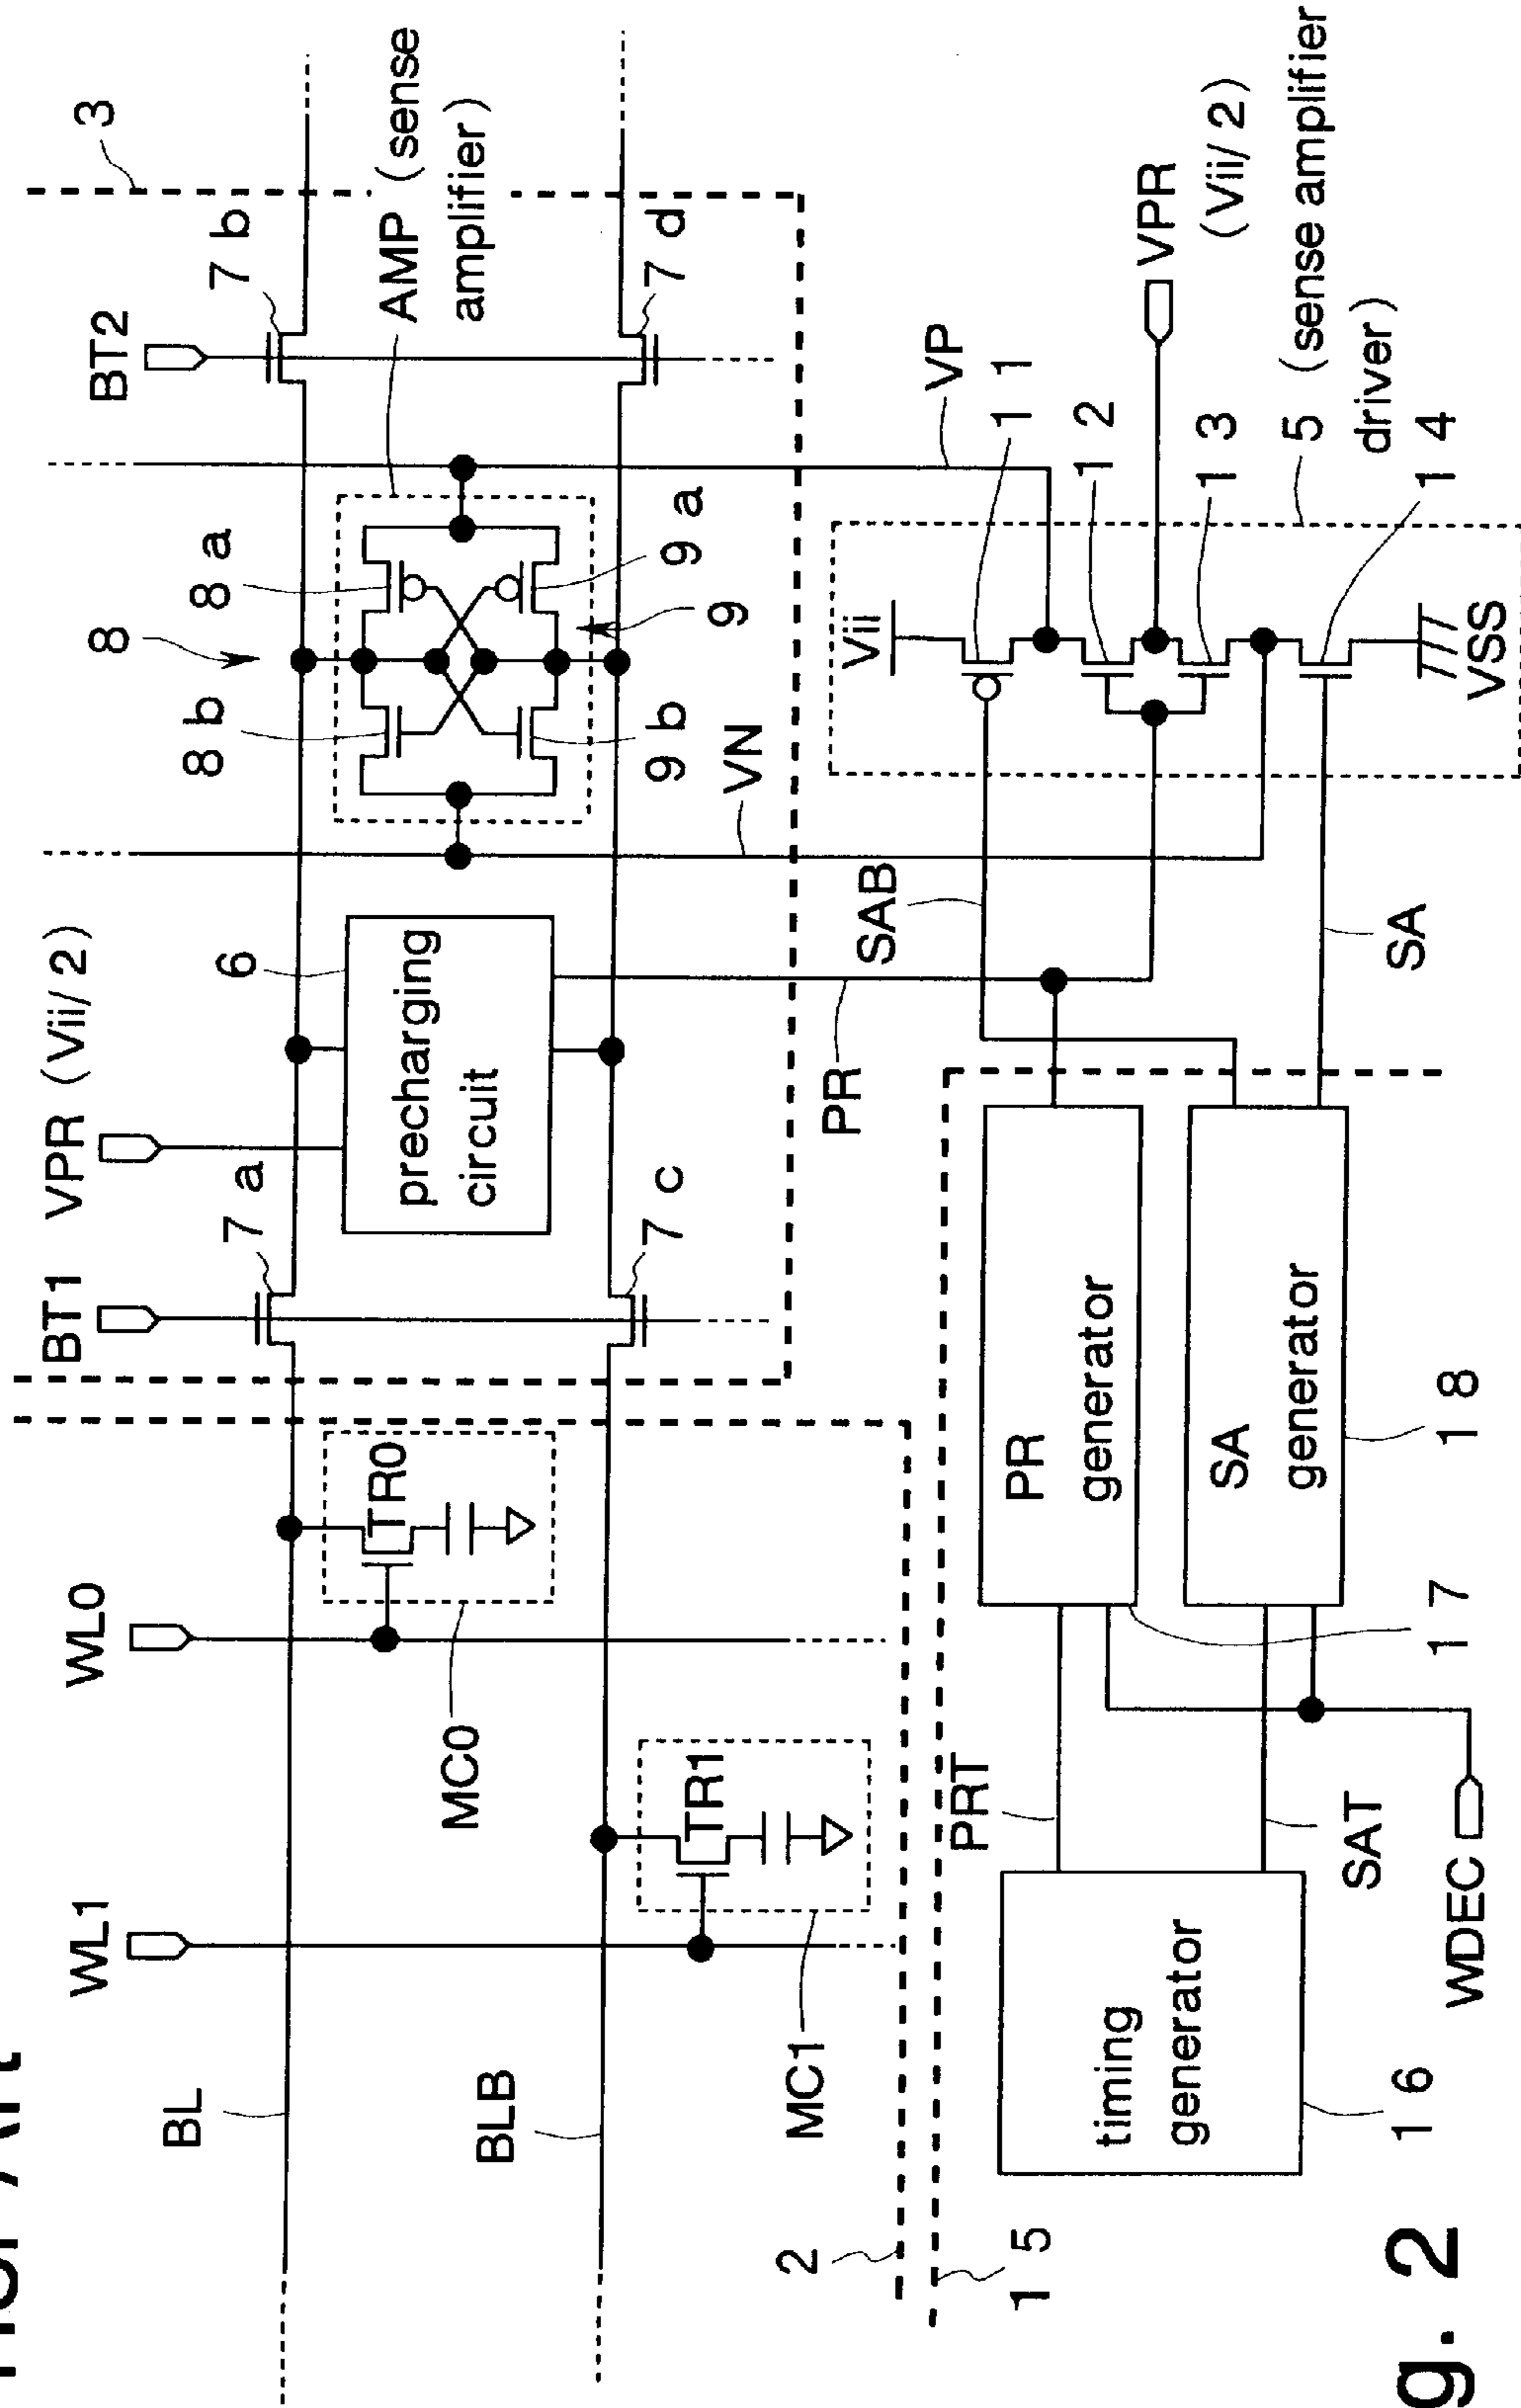 BL
BLB
WL1
WL0
MC1
MC0
TR1
TR0
BT1
VPR (Vii/2)
7 a
7 c
6
precharging
circuit
8
8 a
8 b
9 a
9
9 b
VN
BT2
7 b
7 d
3
AMP (sense
amplifier)
VP
2
1 5
timing
generator
1 6
PRT
SAT
WDEC
PR
generator
SA
generator
1 7
1 8
PR
SAB
SA
Vii
VSS
1 1
1 2
1 3
1 4
5 (sense amplifier
driver)
VPR
(Vii/2)
g. 2